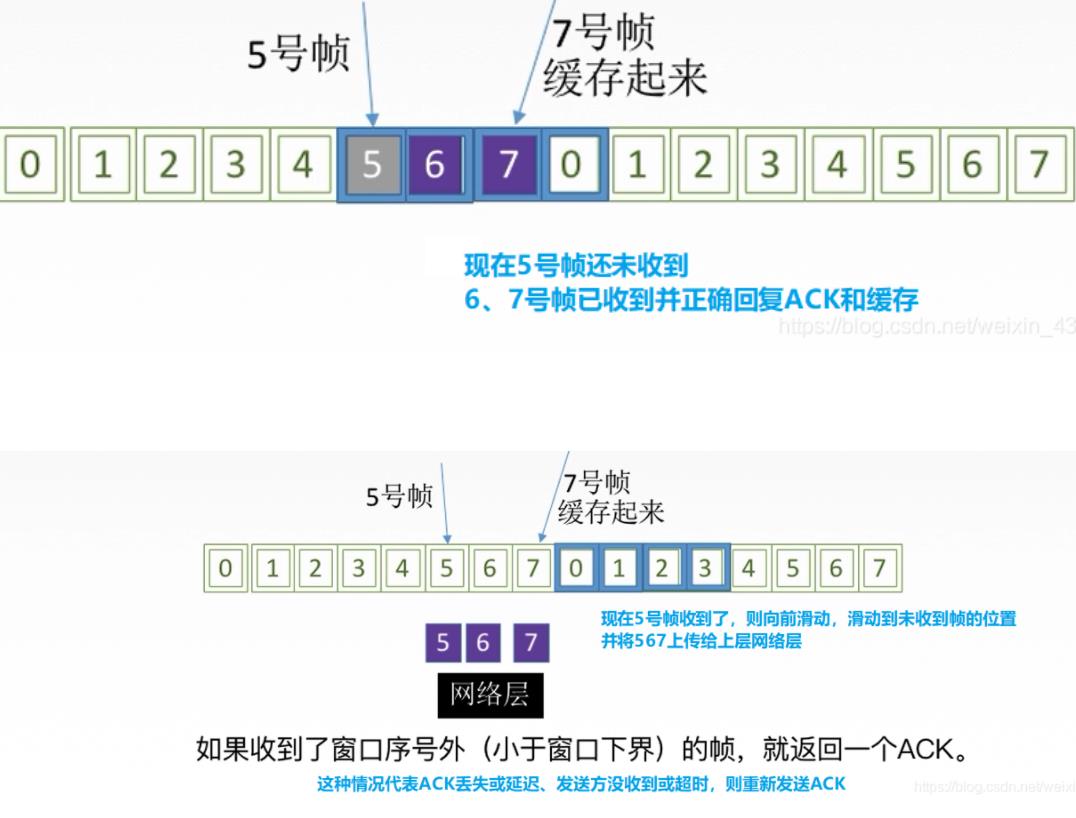 5号帧
7号帧
缓存起来
0 1 2 3 4 5 6 7 0 1 2 3 4 5 6 7
现在5号帧还未收到
6、7号帧已收到并正确回复ACK和缓存
https://blog.csdn.net/weixin_43
5号帧
7号帧
缓存起来
0 1 2 3 4 5 6 7 0 1 2 3 4 5 6 7
现在5号帧收到了，则向前滑动，滑动到未收到帧的位置
并将567上传给上层网络层
5 6 7
网络层
如果收到了窗口序号外（小于窗口下界）的帧，就返回一个ACK。
这种情况代表ACK丢失或延迟、发送方没收到或超时，则重新发送ACK
https://blog.csdn.net/weixi